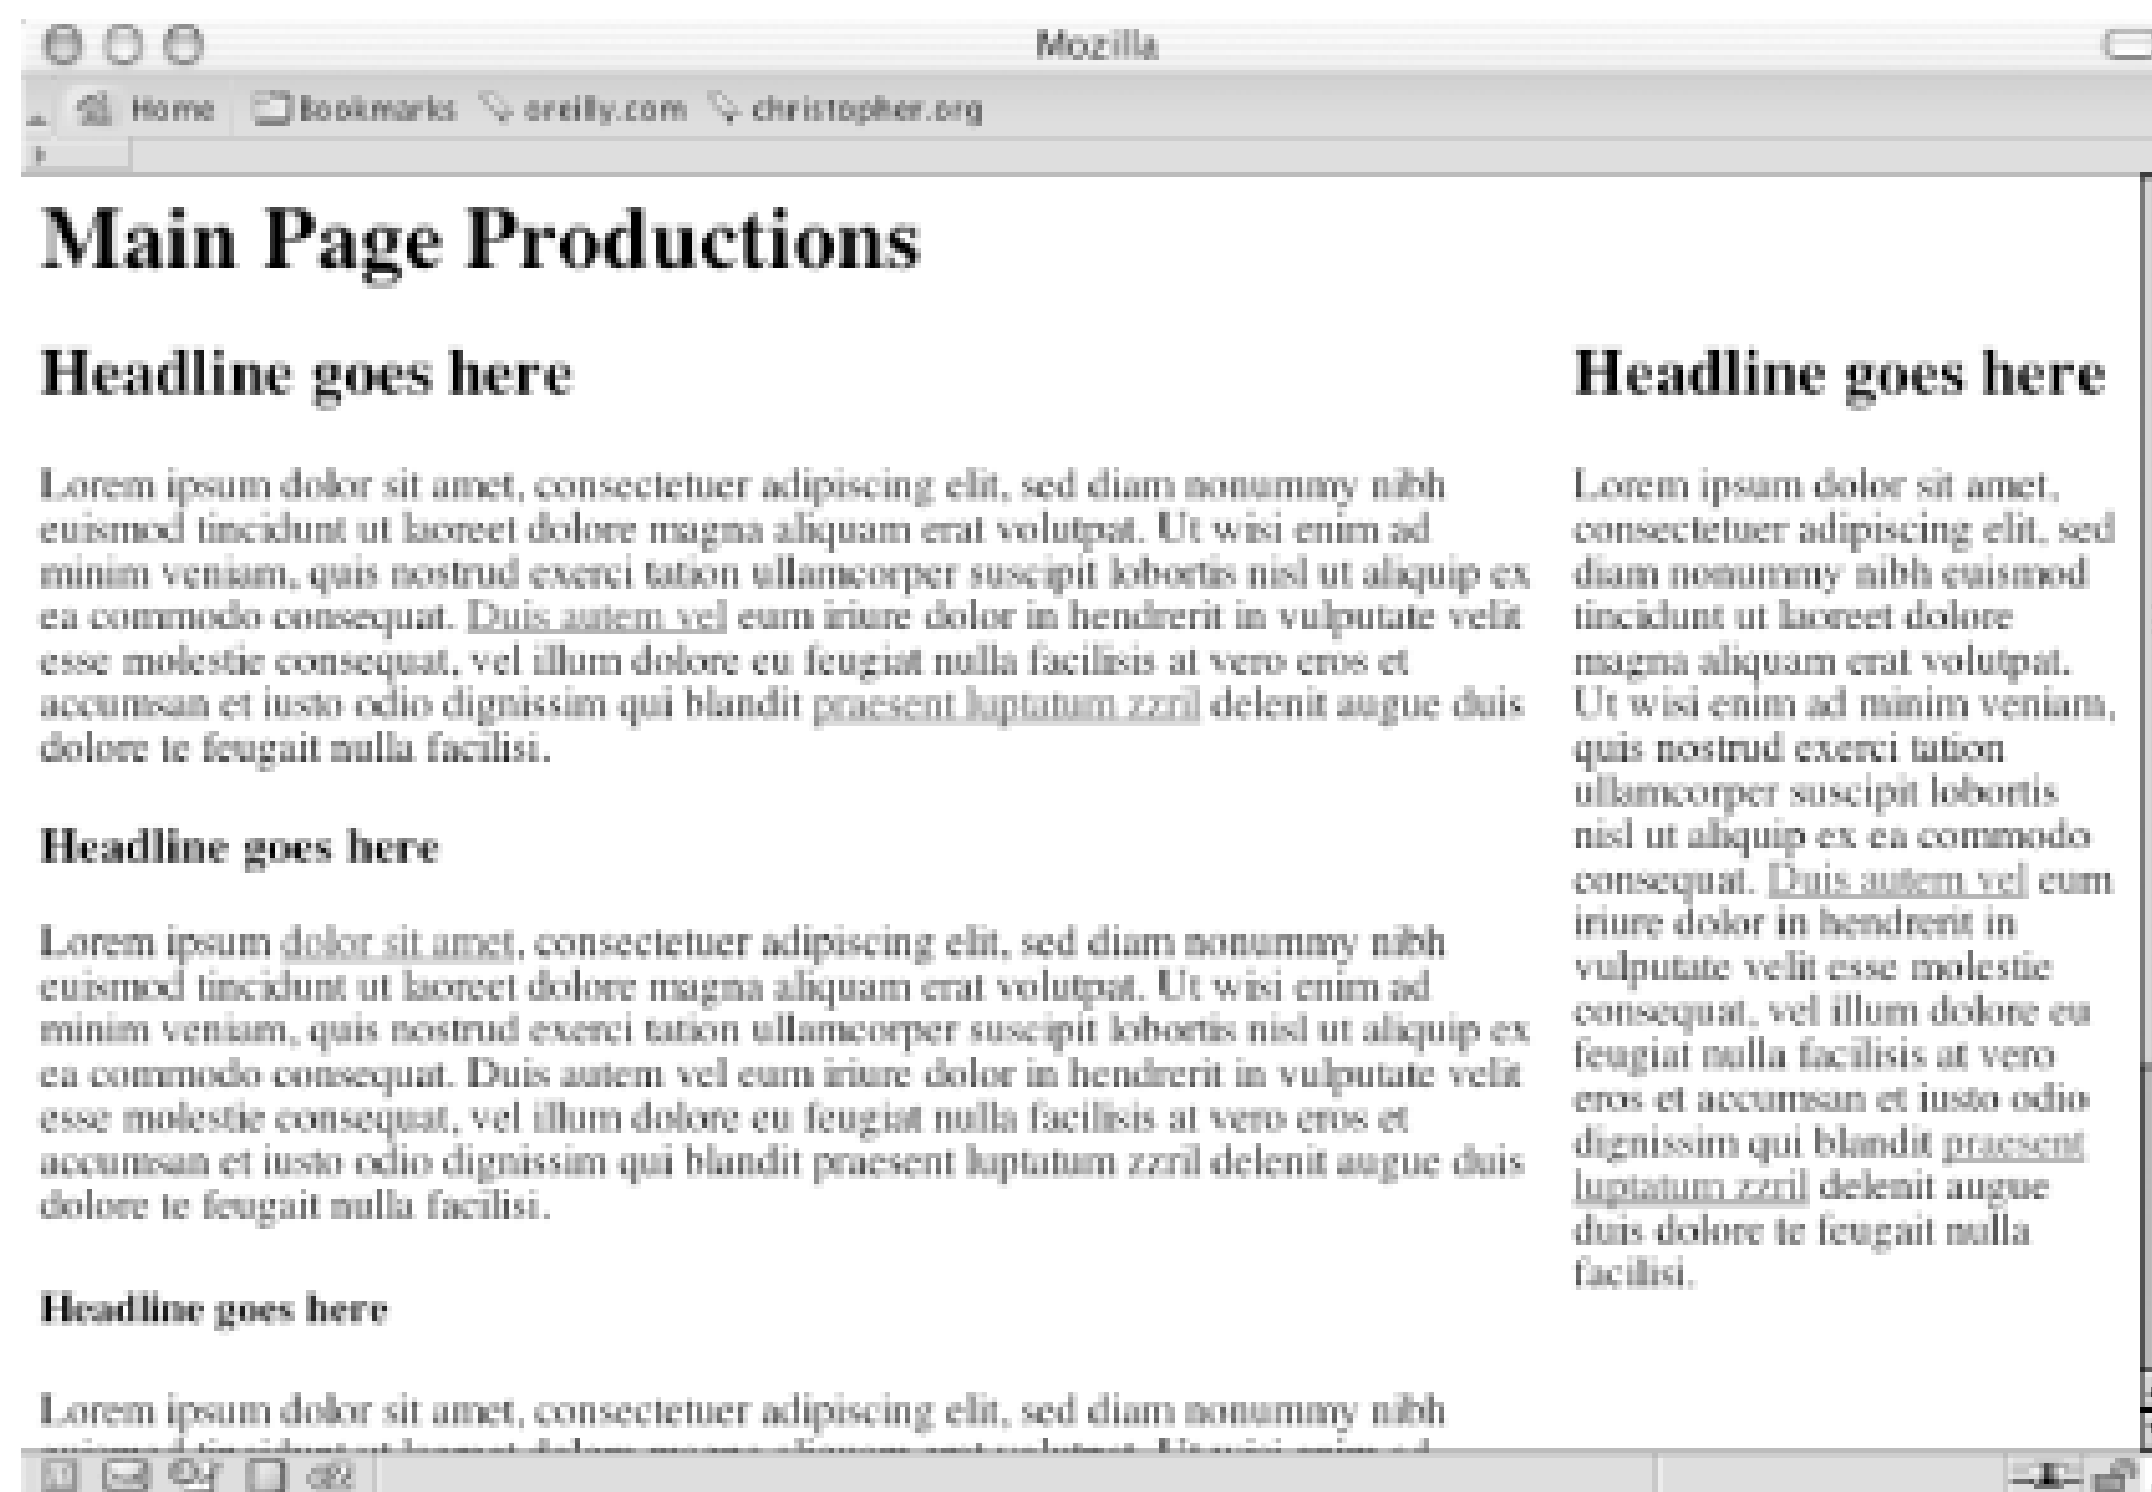 Mozilla
Home Bookmarks oreilly.com christopher.org
Main Page Productions
Headline goes here
Lorem ipsum dolor sit amet, consectetuer adipiscing elit, sed diam nonummy nibh
euismod tincidunt ut laoreet dolore magna aliquam erat volutpat. Ut wisi enim ad
minim veniam, quis nostrud exerci tation ullamcorper suscipit lobortis nisl ut aliquip ex
ea commodo consequat. Duis autem vel eum iriure dolor in hendrerit in vulputate velit
esse molestie consequat, vel illum dolore eu feugiat nulla facilisis at vero eros et
accumsan et iusto odio dignissim qui blandit praesent luptatum zzril delenit augue duis
dolore te feugait nulla facilisi.
Headline goes here
Lorem ipsum dolor sit amet, consectetuer adipiscing elit, sed diam nonummy nibh
euismod tincidunt ut laoreet dolore magna aliquam erat volutpat. Ut wisi enim ad
minim veniam, quis nostrud exerci tation ullamcorper suscipit lobortis nisl ut aliquip ex
ea commodo consequat. Duis autem vel eum iriure dolor in hendrerit in vulputate velit
esse molestie consequat, vel illum dolore eu feugiat nulla facilisis at vero eros et
accumsan et iusto odio dignissim qui blandit praesent luptatum zzril delenit augue duis
dolore te feugait nulla facilisi.
Headline goes here
Lorem ipsum dolor sit amet, consectetuer adipiscing elit, sed diam nonummy nibh
Headline goes here
Lorem ipsum dolor sit amet,
consectetuer adipiscing elit, sed
diam nonummy nibh euismod
tincidunt ut laoreet dolore
magna aliquam erat volutpat.
Ut wisi enim ad minim veniam,
quis nostrud exerci tation
ullamcorper suscipit lobortis
nisl ut aliquip ex ea commodo
consequat. Duis autem vel eum
iriure dolor in hendrerit in
vulputate velit esse molestie
consequat, vel illum dolore eu
feugiat nulla facilisis at vero
eros et accumsan et iusto odio
dignissim qui blandit praesent
luptatum zzril delenit augue
duis dolore te feugait nulla
facilisi.